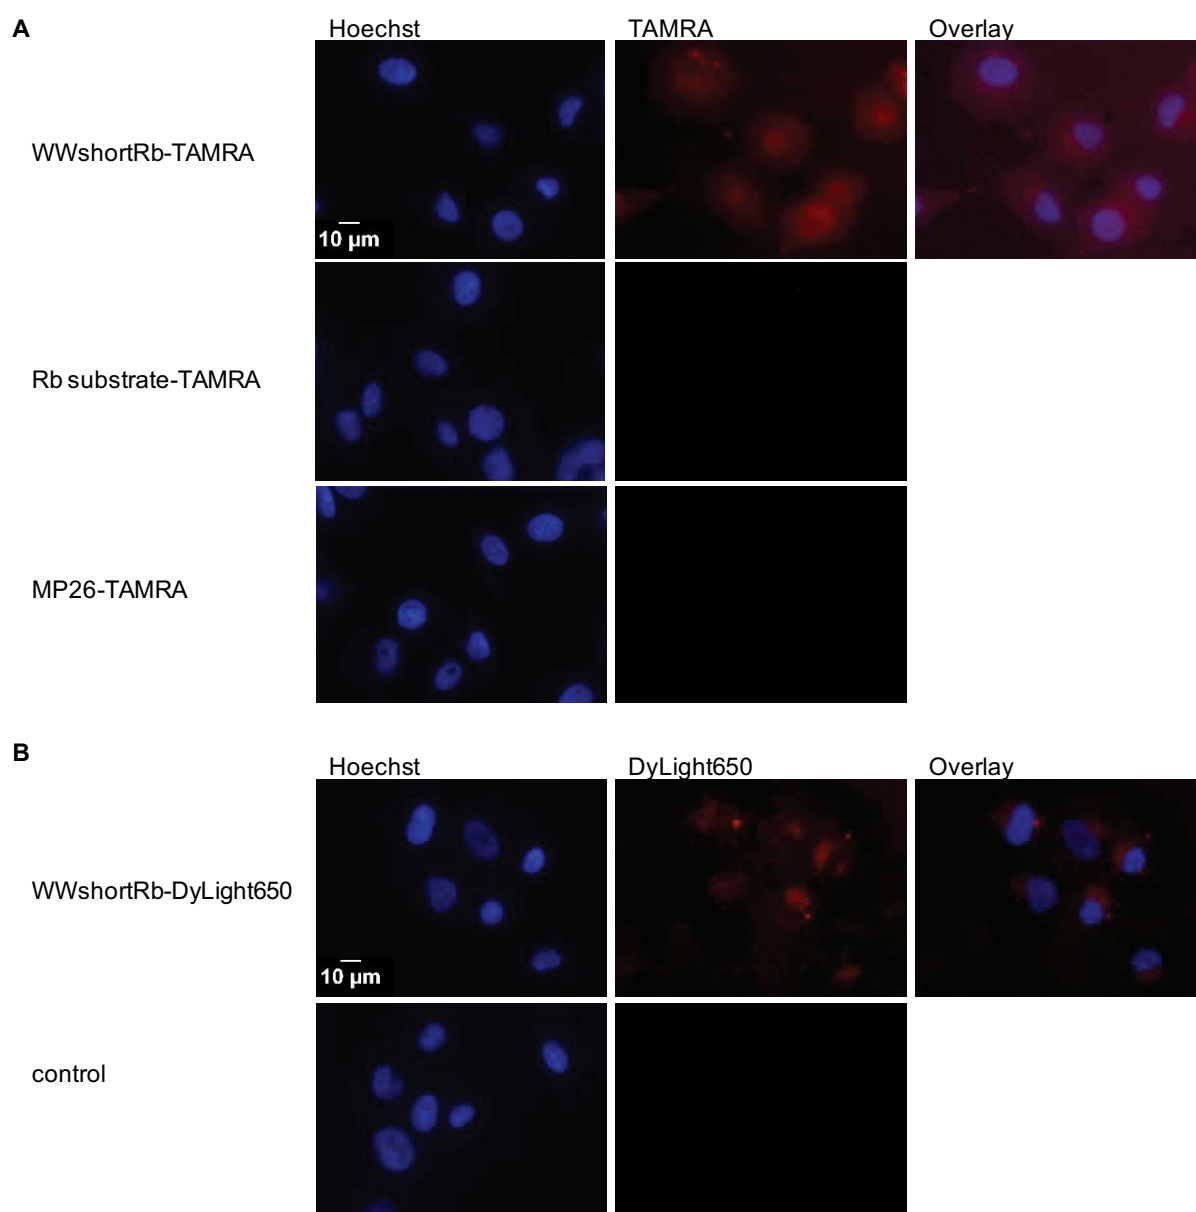 A
Hoechst TAMRA Overlay
WWshortRb-TAMRA
10 µm
Rb substrate-TAMRA
MP26-TAMRA
B
Hoechst DyLight650 Overlay
WWshortRb-DyLight650
10 µm
control